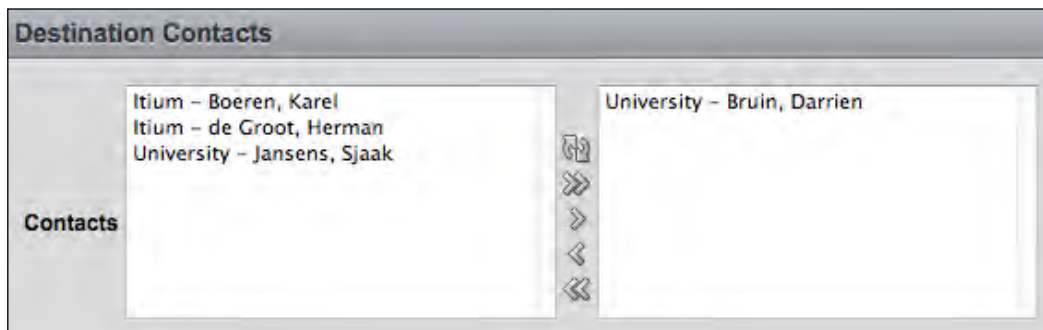 Destination Contacts
Itium – Boeren, Karel
Itium – de Groot, Herman
University – Jansens, Sjaak
Contacts
University – Bruin, Darrien